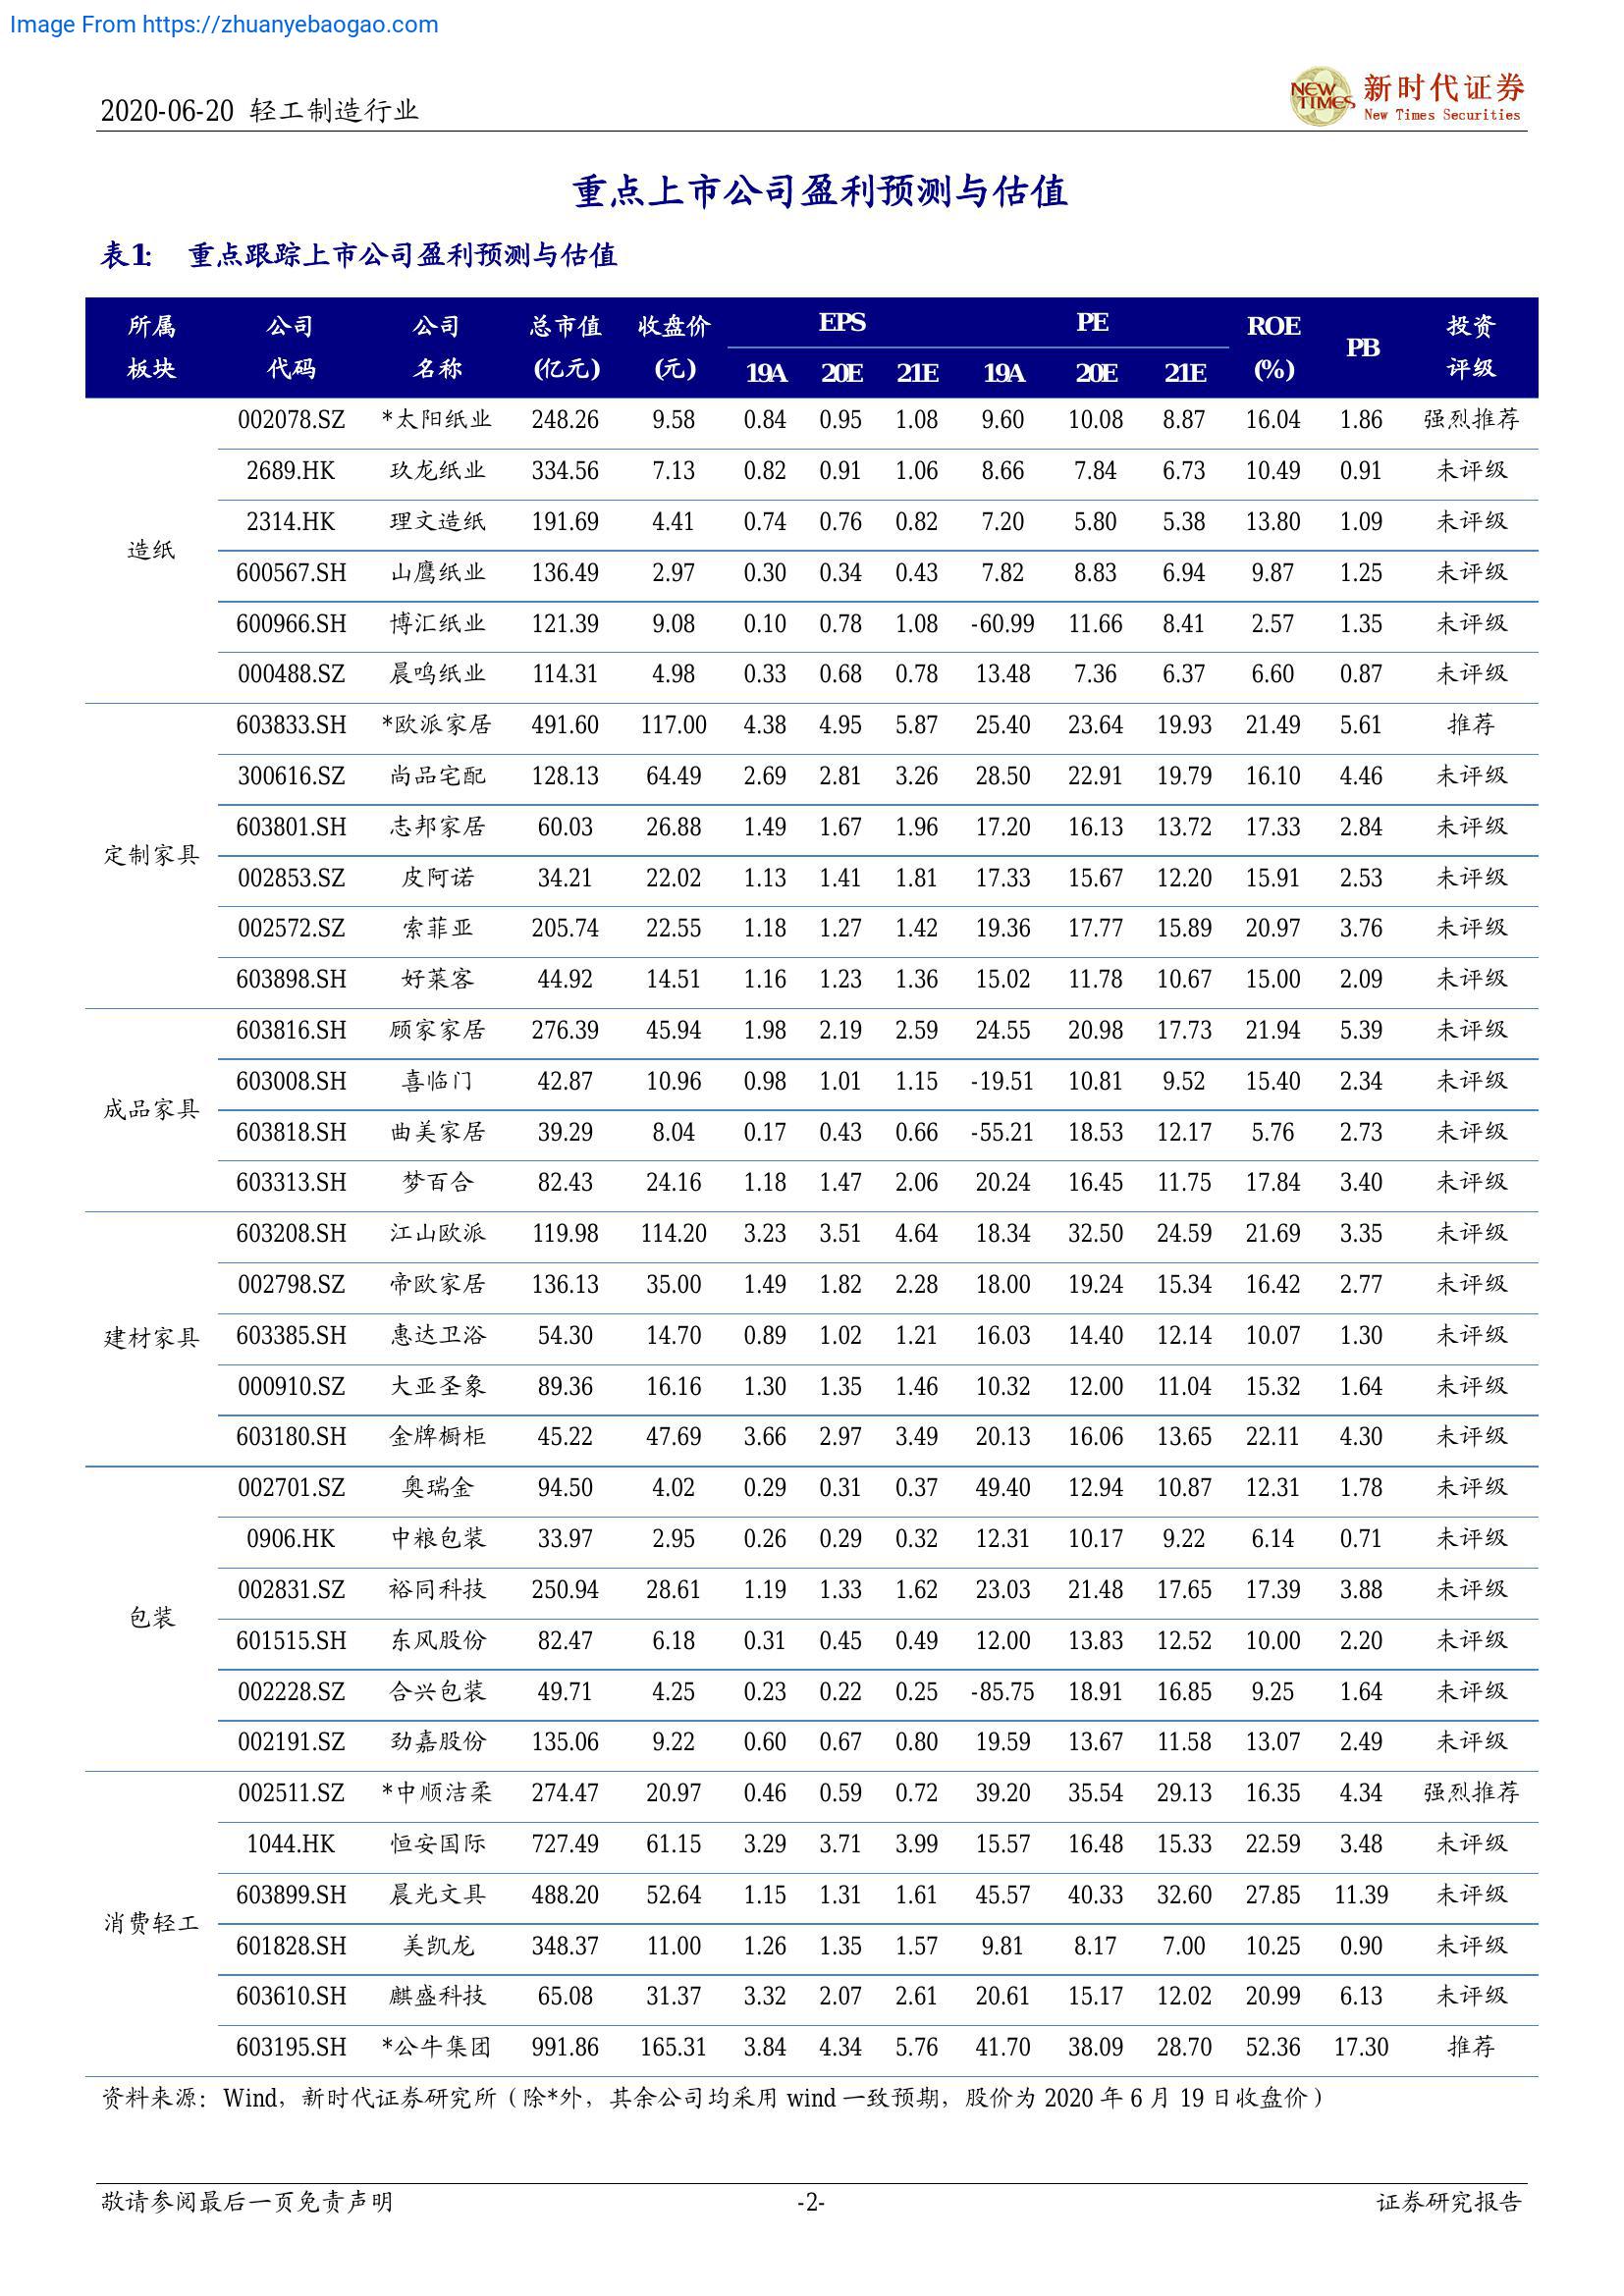 Image From https://zhuanyebaogao.com
2020-06-20 轻工制造行业
NEW TIMES 新时代证券
New Times Securities
重点上市公司盈利预测与估值
表1: 重点跟踪上市公司盈利预测与估值
所属板块 公司代码 公司名称 总市值(亿元) 收盘价(元) EPS PE ROE(%) PB 投资评级
19A 20E 21E 19A 20E 21E
造纸
002078.SZ *太阳纸业 248.26 9.58 0.84 0.95 1.08 9.60 10.08 8.87 16.04 1.86 强烈推荐
2689.HK 玖龙纸业 334.56 7.13 0.82 0.91 1.06 8.66 7.84 6.73 10.49 0.91 未评级
2314.HK 理文造纸 191.69 4.41 0.74 0.76 0.82 7.20 5.80 5.38 13.80 1.09 未评级
600567.SH 山鹰纸业 136.49 2.97 0.30 0.34 0.43 7.82 8.83 6.94 9.87 1.25 未评级
600966.SH 博汇纸业 121.39 9.08 0.10 0.78 1.08 -60.99 11.66 8.41 2.57 1.35 未评级
000488.SZ 晨鸣纸业 114.31 4.98 0.33 0.68 0.78 13.48 7.36 6.37 6.60 0.87 未评级
定制家具
603833.SH *欧派家居 491.60 117.00 4.38 4.95 5.87 25.40 23.64 19.93 21.49 5.61 推荐
300616.SZ 尚品宅配 128.13 64.49 2.69 2.81 3.26 28.50 22.91 19.79 16.10 4.46 未评级
603801.SH 志邦家居 60.03 26.88 1.49 1.67 1.96 17.20 16.13 13.72 17.33 2.84 未评级
002853.SZ 皮阿诺 34.21 22.02 1.13 1.41 1.81 17.33 15.67 12.20 15.91 2.53 未评级
002572.SZ 索菲亚 205.74 22.55 1.18 1.27 1.42 19.36 17.77 15.89 20.97 3.76 未评级
603898.SH 好莱客 44.92 14.51 1.16 1.23 1.36 15.02 11.78 10.67 15.00 2.09 未评级
成品家具
603816.SH 顾家家居 276.39 45.94 1.98 2.19 2.59 24.55 20.98 17.73 21.94 5.39 未评级
603008.SH 喜临门 42.87 10.96 0.98 1.01 1.15 -19.51 10.81 9.52 15.40 2.34 未评级
603818.SH 曲美家居 39.29 8.04 0.17 0.43 0.66 -55.21 18.53 12.17 5.76 2.73 未评级
603313.SH 梦百合 82.43 24.16 1.18 1.47 2.06 20.24 16.45 11.75 17.84 3.40 未评级
建材家具
603208.SH 江山欧派 119.98 114.20 3.23 3.51 4.64 18.34 32.50 24.59 21.69 3.35 未评级
002798.SZ 帝欧家居 136.13 35.00 1.49 1.82 2.28 18.00 19.24 15.34 16.42 2.77 未评级
603385.SH 惠达卫浴 54.30 14.70 0.89 1.02 1.21 16.03 14.40 12.14 10.07 1.30 未评级
000910.SZ 大亚圣象 89.36 16.16 1.30 1.35 1.46 10.32 12.00 11.04 15.32 1.64 未评级
603180.SH 金牌橱柜 45.22 47.69 3.66 2.97 3.49 20.13 16.06 13.65 22.11 4.30 未评级
包装
002701.SZ 奥瑞金 94.50 4.02 0.29 0.31 0.37 49.40 12.94 10.87 12.31 1.78 未评级
0906.HK 中粮包装 33.97 2.95 0.26 0.29 0.32 12.31 10.17 9.22 6.14 0.71 未评级
002831.SZ 裕同科技 250.94 28.61 1.19 1.33 1.62 23.03 21.48 17.65 17.39 3.88 未评级
601515.SH 东风股份 82.47 6.18 0.31 0.45 0.49 12.00 13.83 12.52 10.00 2.20 未评级
002228.SZ 合兴包装 49.71 4.25 0.23 0.22 0.25 -85.75 18.91 16.85 9.25 1.64 未评级
002191.SZ 劲嘉股份 135.06 9.22 0.60 0.67 0.80 19.59 13.67 11.58 13.07 2.49 未评级
消费轻工
002511.SZ *中顺洁柔 274.47 20.97 0.46 0.59 0.72 39.20 35.54 29.13 16.35 4.34 强烈推荐
1044.HK 恒安国际 727.49 61.15 3.29 3.71 3.99 15.57 16.48 15.33 22.59 3.48 未评级
603899.SH 晨光文具 488.20 52.64 1.15 1.31 1.61 45.57 40.33 32.60 27.85 11.39 未评级
601828.SH 美凯龙 348.37 11.00 1.26 1.35 1.57 9.81 8.17 7.00 10.25 0.90 未评级
603610.SH 麒盛科技 65.08 31.37 3.32 2.07 2.61 20.61 15.17 12.02 20.99 6.13 未评级
603195.SH *公牛集团 991.86 165.31 3.84 4.34 5.76 41.70 38.09 28.70 52.36 17.30 推荐
资料来源：Wind，新时代证券研究所（除*外，其余公司均采用 wind 一致预期，股价为 2020 年 6 月 19 日收盘价）
敬请参阅最后一页免责声明 -2- 证券研究报告